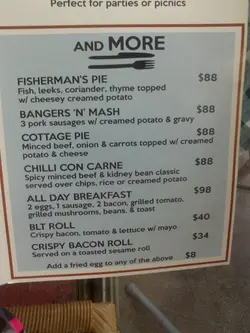 Perfect for parties or picnics
AND MORE
FISHERMAN'S PIE $88
Fish, leeks, coriander, thyme topped
w/ cheesey creamed potato
BANGERS 'N' MASH $88
3 pork sausages w/ creamed potato & gravy
COTTAGE PIE $88
Minced beef, onion & carrots topped w/ creamed
potato & cheese
CHILLI CON CARNE $88
Spicy minced beef & kidney bean classic
served over chips, rice or creamed potato
ALL DAY BREAKFAST $98
2 eggs, 1 sausage, 2 bacon, grilled tomato,
grilled mushrooms, beans, & toast
BLT ROLL $40
Crispy bacon, tomato & lettuce w/ mayo
CRISPY BACON ROLL $34
Served on a toasted sesame roll
Add a fried egg to any of the above $8